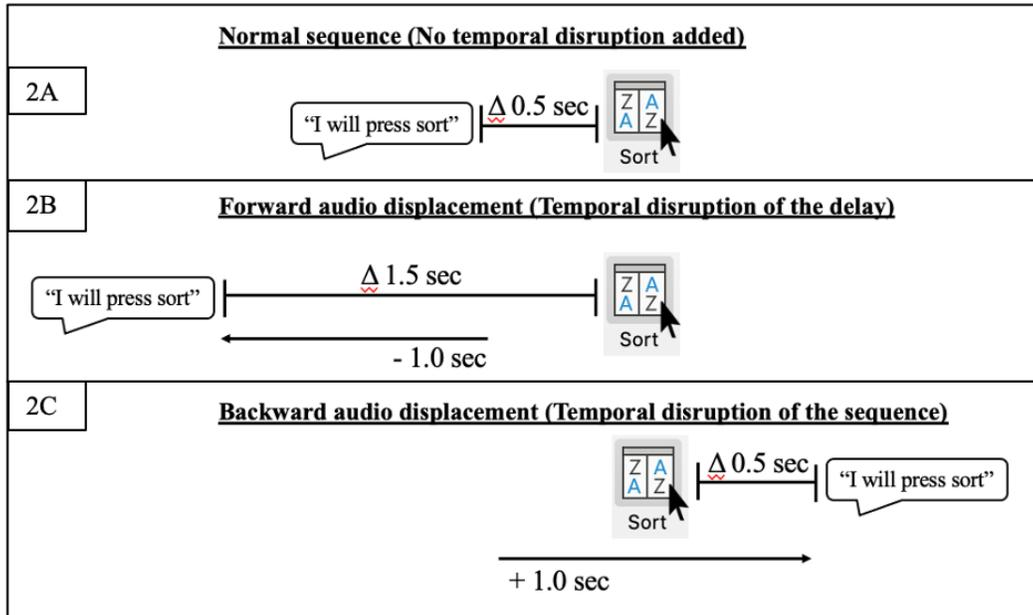 Normal sequence (No temporal disruption added)
2A
“I will press sort”
Δ 0.5 sec
Z A
A Z
Sort
2B
Forward audio displacement (Temporal disruption of the delay)
“I will press sort”
Δ 1.5 sec
Z A
A Z
Sort
- 1.0 sec
2C
Backward audio displacement (Temporal disruption of the sequence)
Z A
A Z
Sort
Δ 0.5 sec
“I will press sort”
+ 1.0 sec